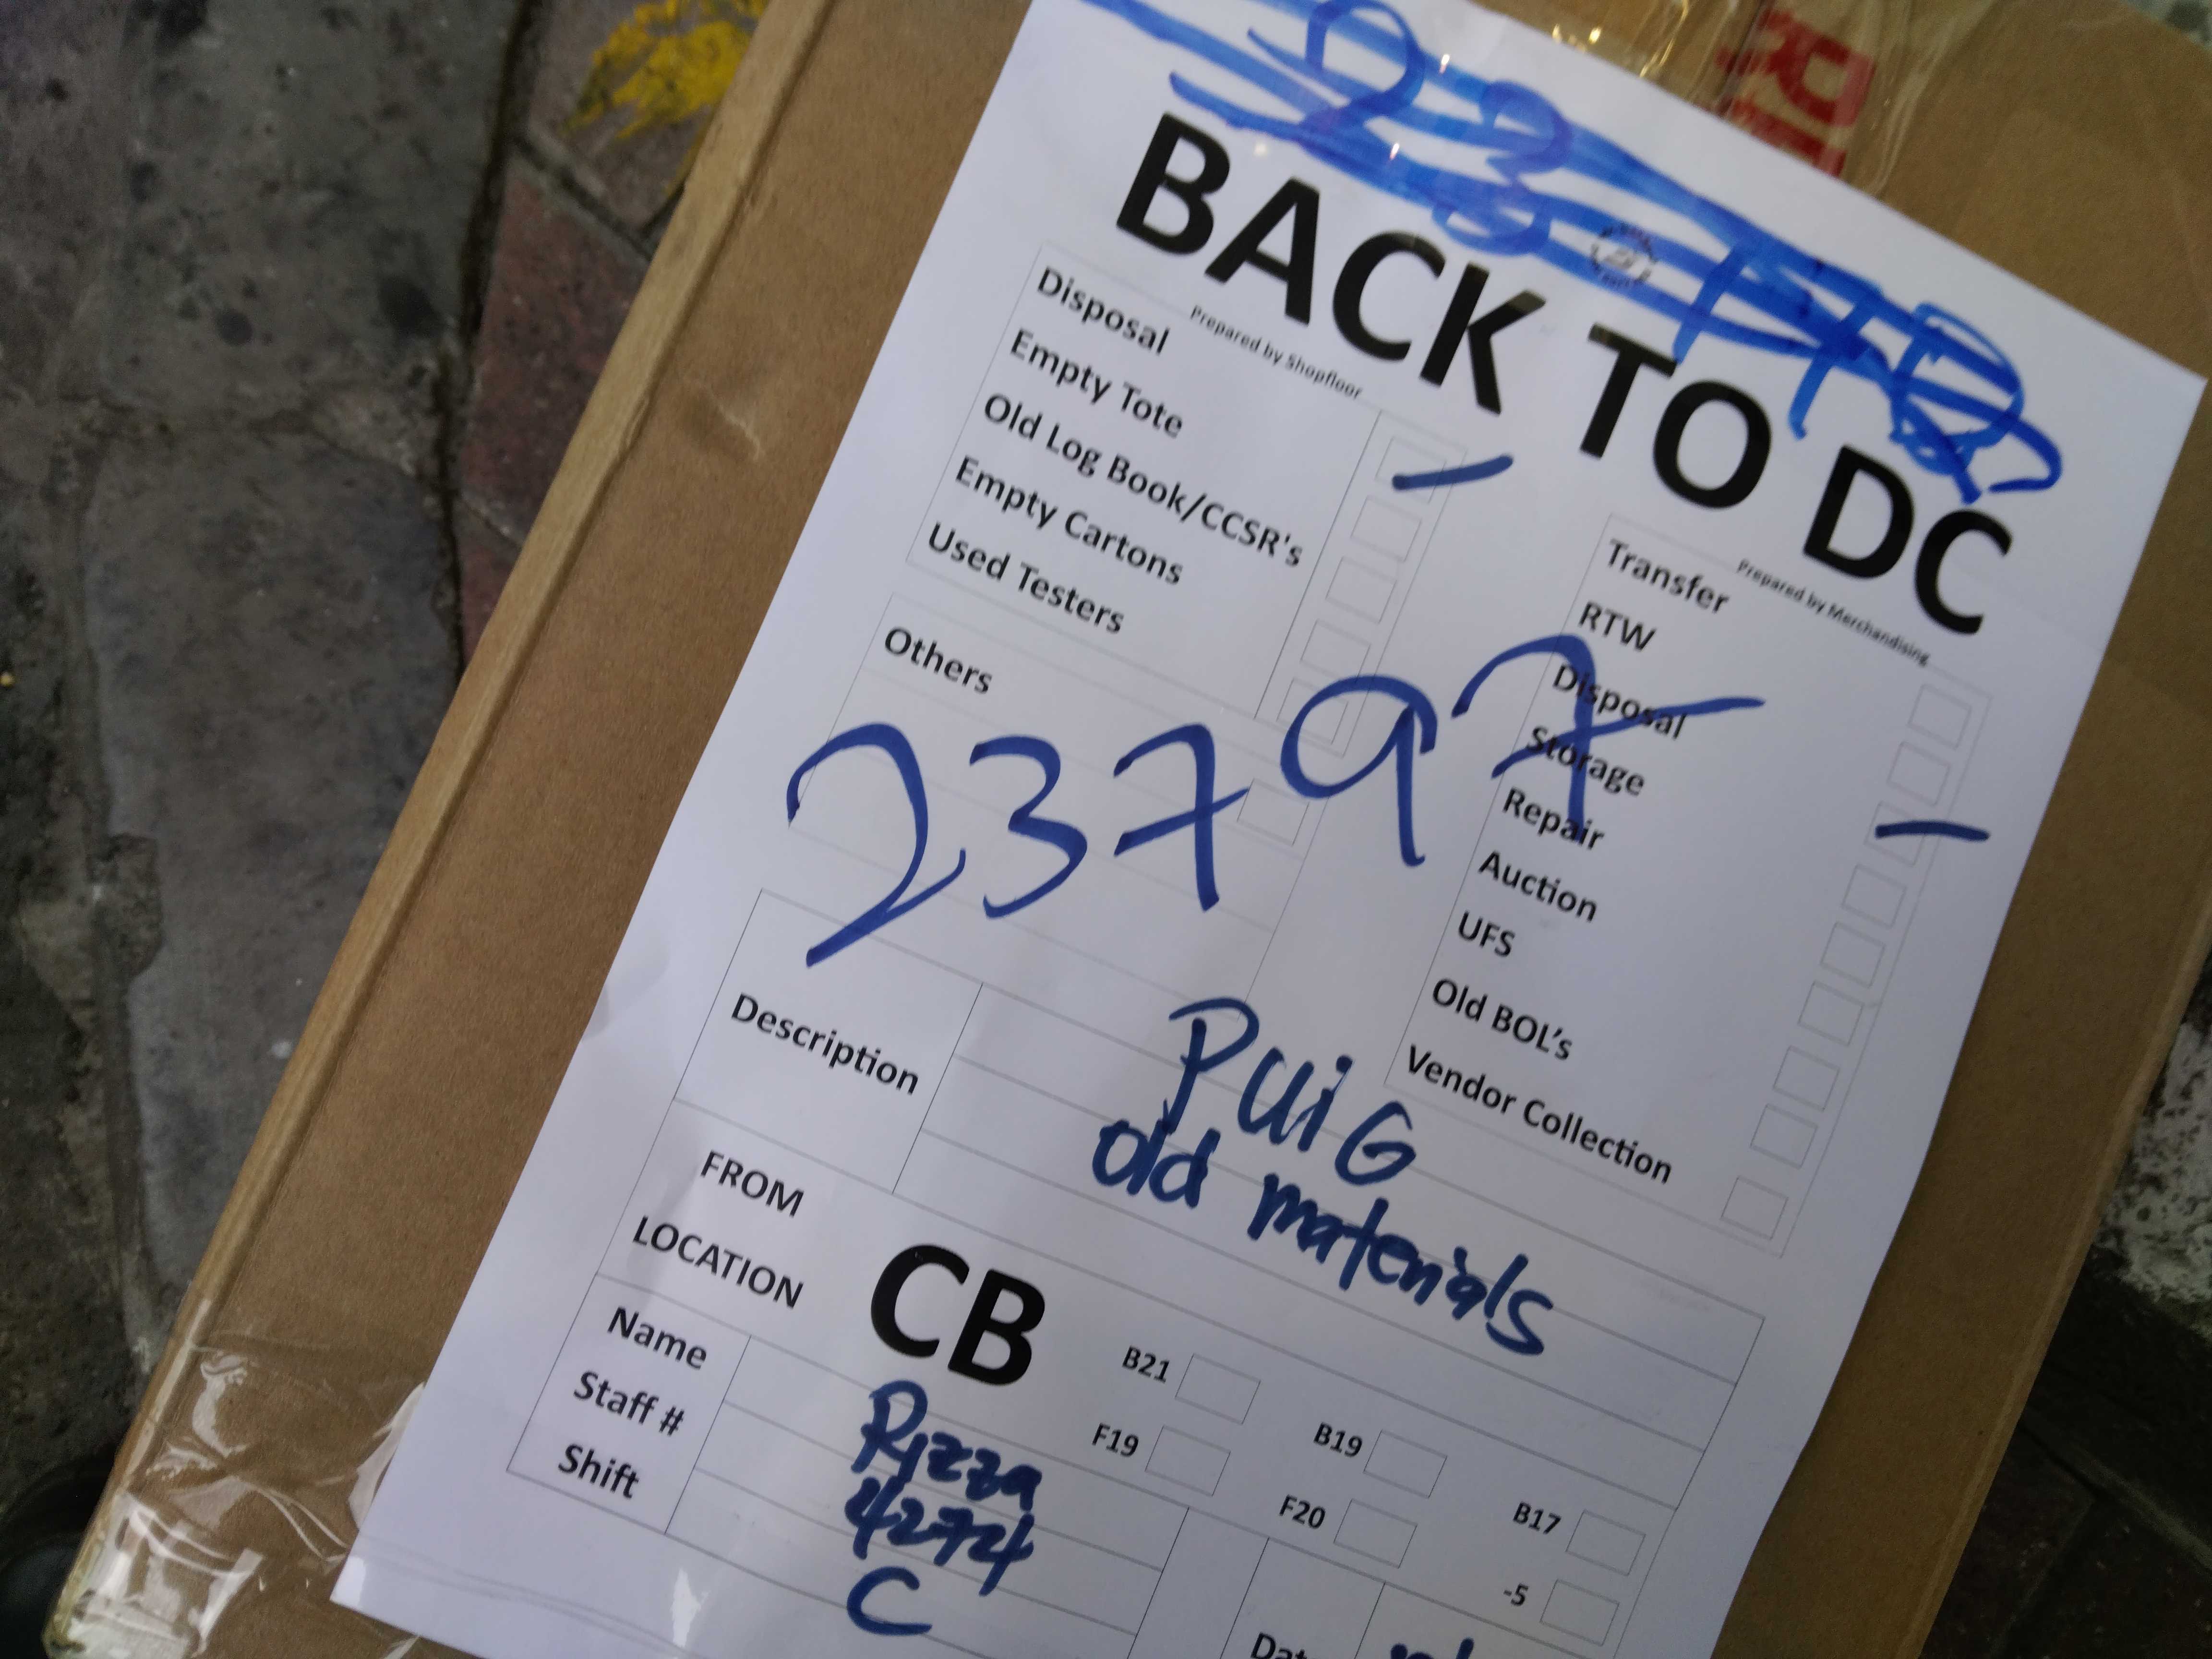 BACK TO DC
Prepared by Shopfloor
Disposal
Empty Tote
Old Log Book/CCSR's
Empty Cartons
Used Testers
Others
Prepared by Merchandising
Transfer
RTW
Disposal
Storage
Repair
Auction
UFS
Old BOL's
Vendor Collection
23797
Description
PUiG
Old materials
FROM
LOCATION
CB
B21
B19
B17
F19
F20
-5
Name
Rizza
Staff #
4274
Shift
C